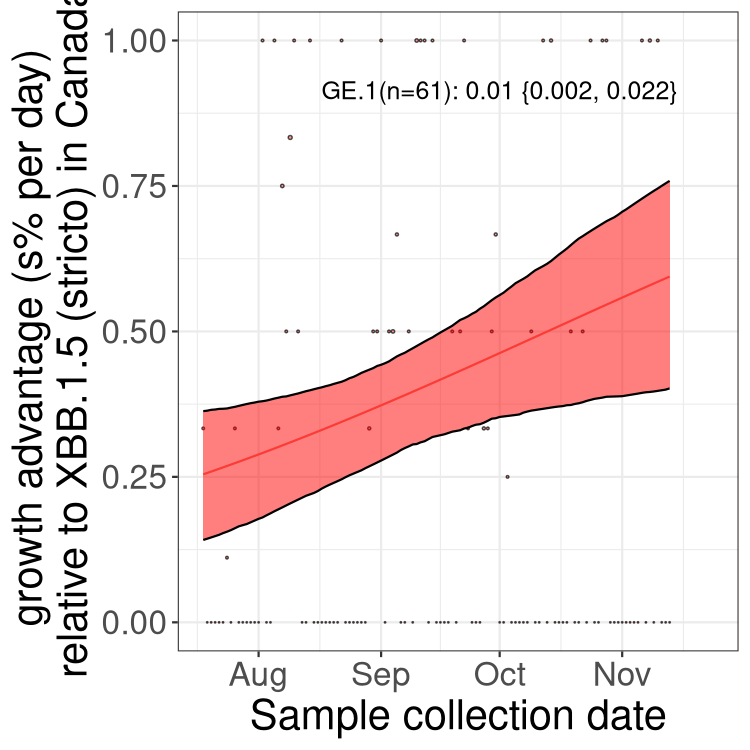 growth advantage (s% per day)
relative to XBB.1.5 (stricto) in Canada
1.00
0.75
0.50
0.25
0.00
GE.1(n=61): 0.01 {0.002, 0.022}
Aug Sep Oct Nov
Sample collection date